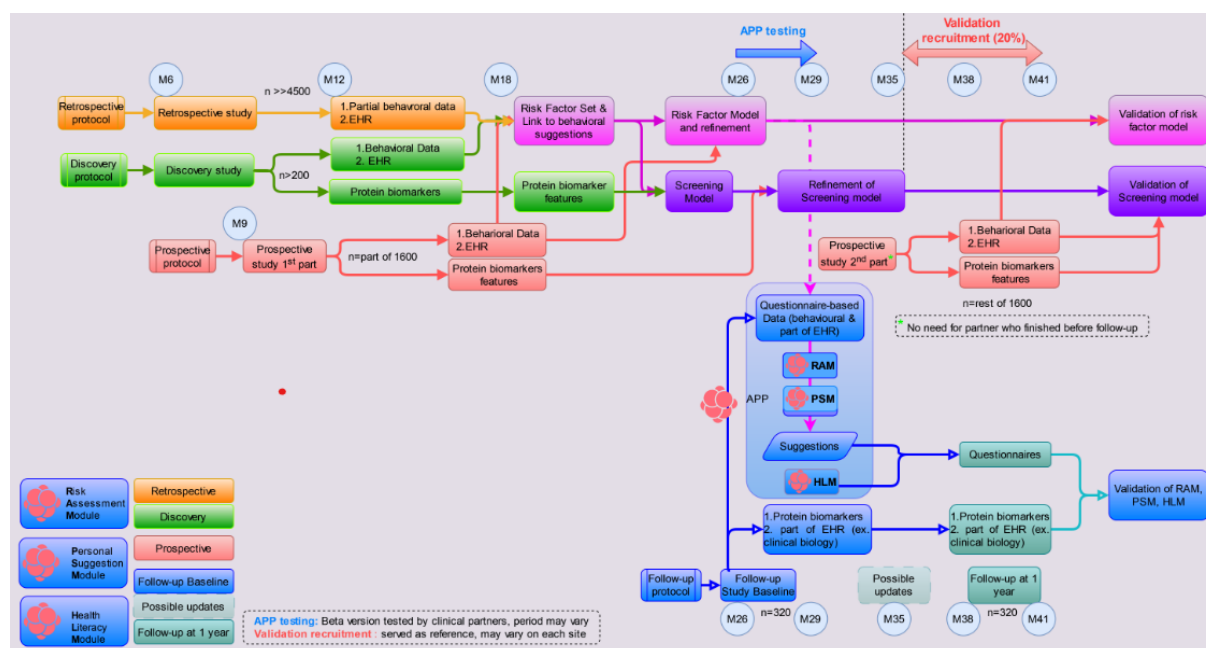 APP testing
Validation
recruitment (20%)
M6
M12
M18
M26
M29
M35
M38
M41
n >>4500
Retrospective
protocol
Retrospective study
1.Partial behavroral data
2.EHR
Risk Factor Set &
Link to behavioral
suggestions
Risk Factor Model
and refinement
Validation of risk
factor model
Discovery
protocol
Discovery study
n>200
1.Behavioral Data
2. EHR
Protein biomarkers
Protein biomarker
features
Screening
Model
Refinement of
Screening model
Validation of
Screening model
M9
Prospective
protocol
Prospective
study 1st part
n=part of 1600
1.Beharional Data
2.EHR
Protein biomarkers
features
Prospective
study 2nd part*
1.Beharional Data
2.EHR
Protein biomarkers
features
n=rest of 1600
* No need for partner who finished before follow-up
Questionnaire-based
Data (behavioural &
part of EHR)
RAM
APP
PSM
Suggestions
HLM
Questionnaires
Validation of RAM,
PSM, HLM
1.Protein biomarkers
2. part of EHR (ex.
clinical biology)
1.Protein biomarkers
2. part of EHR (ex.
clinical biology)
Follow-up
protocol
Follow-up
Study Baseline
Possible
updates
Follow-up at 1
year
M26
n=320
M29
M35
M38
n=320
M41
Risk
Assessment
Module
Retrospective
Discovery
Personal
Suggestion
Module
Prospective
Follow-up Baseline
Health
Literacy
Module
Possible updates
Follow-up at 1 year
APP testing: Beta version tested by clinical partners, period may vary
Validation recruitment : served as reference, may vary on each site